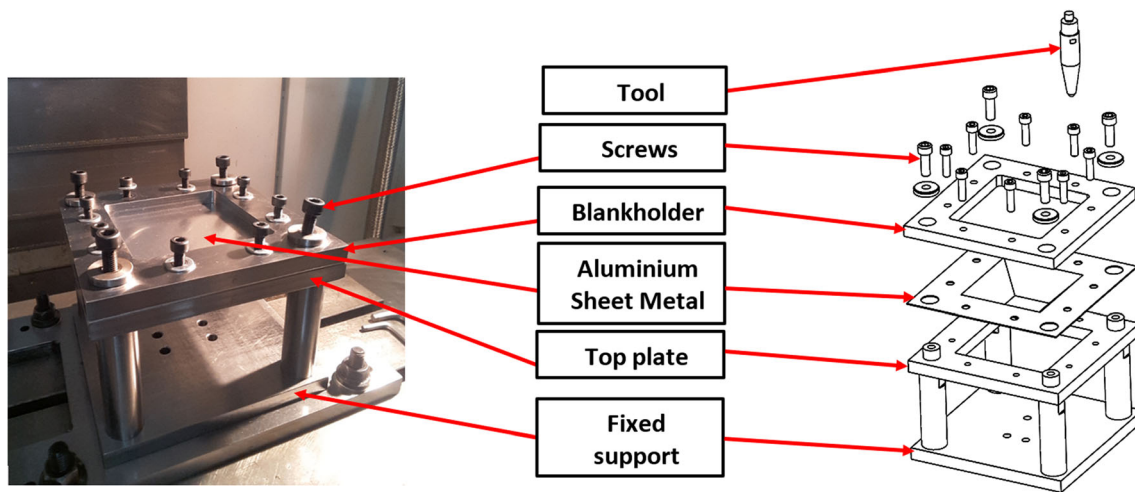 Tool
Screws
Blankholder
Aluminium
Sheet Metal
Top plate
Fixed
support